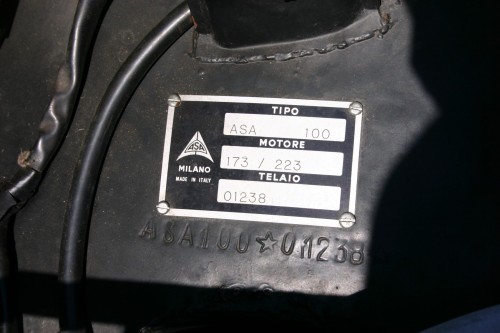 TIPO
ASA 100
MOTORE
173 / 223
TELAIO
01238
ASA
MILANO
MADE IN ITALY
ASA100☆01238